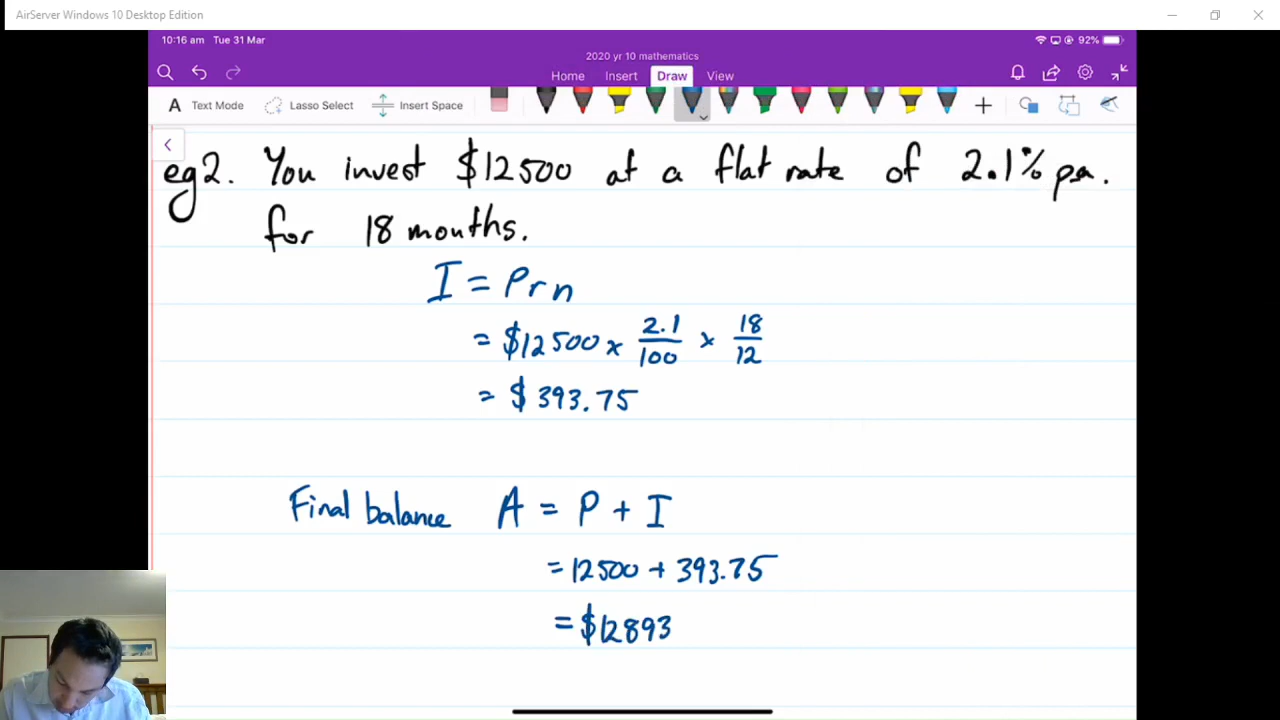 AirServer Windows 10 Desktop Edition
10:16 am Tue 31 Mar
92%
2020 yr 10 mathematics
Home Insert Draw View
A Text Mode Lasso Select Insert Space
eg2. You invest $12500 at a flat rate of 2.1% pa.
for 18 months.
I = Prn
= $12500 × 2.1/100 × 18/12
= $393.75
Final balance A = P + I
= 12500 + 393.75
= $12893